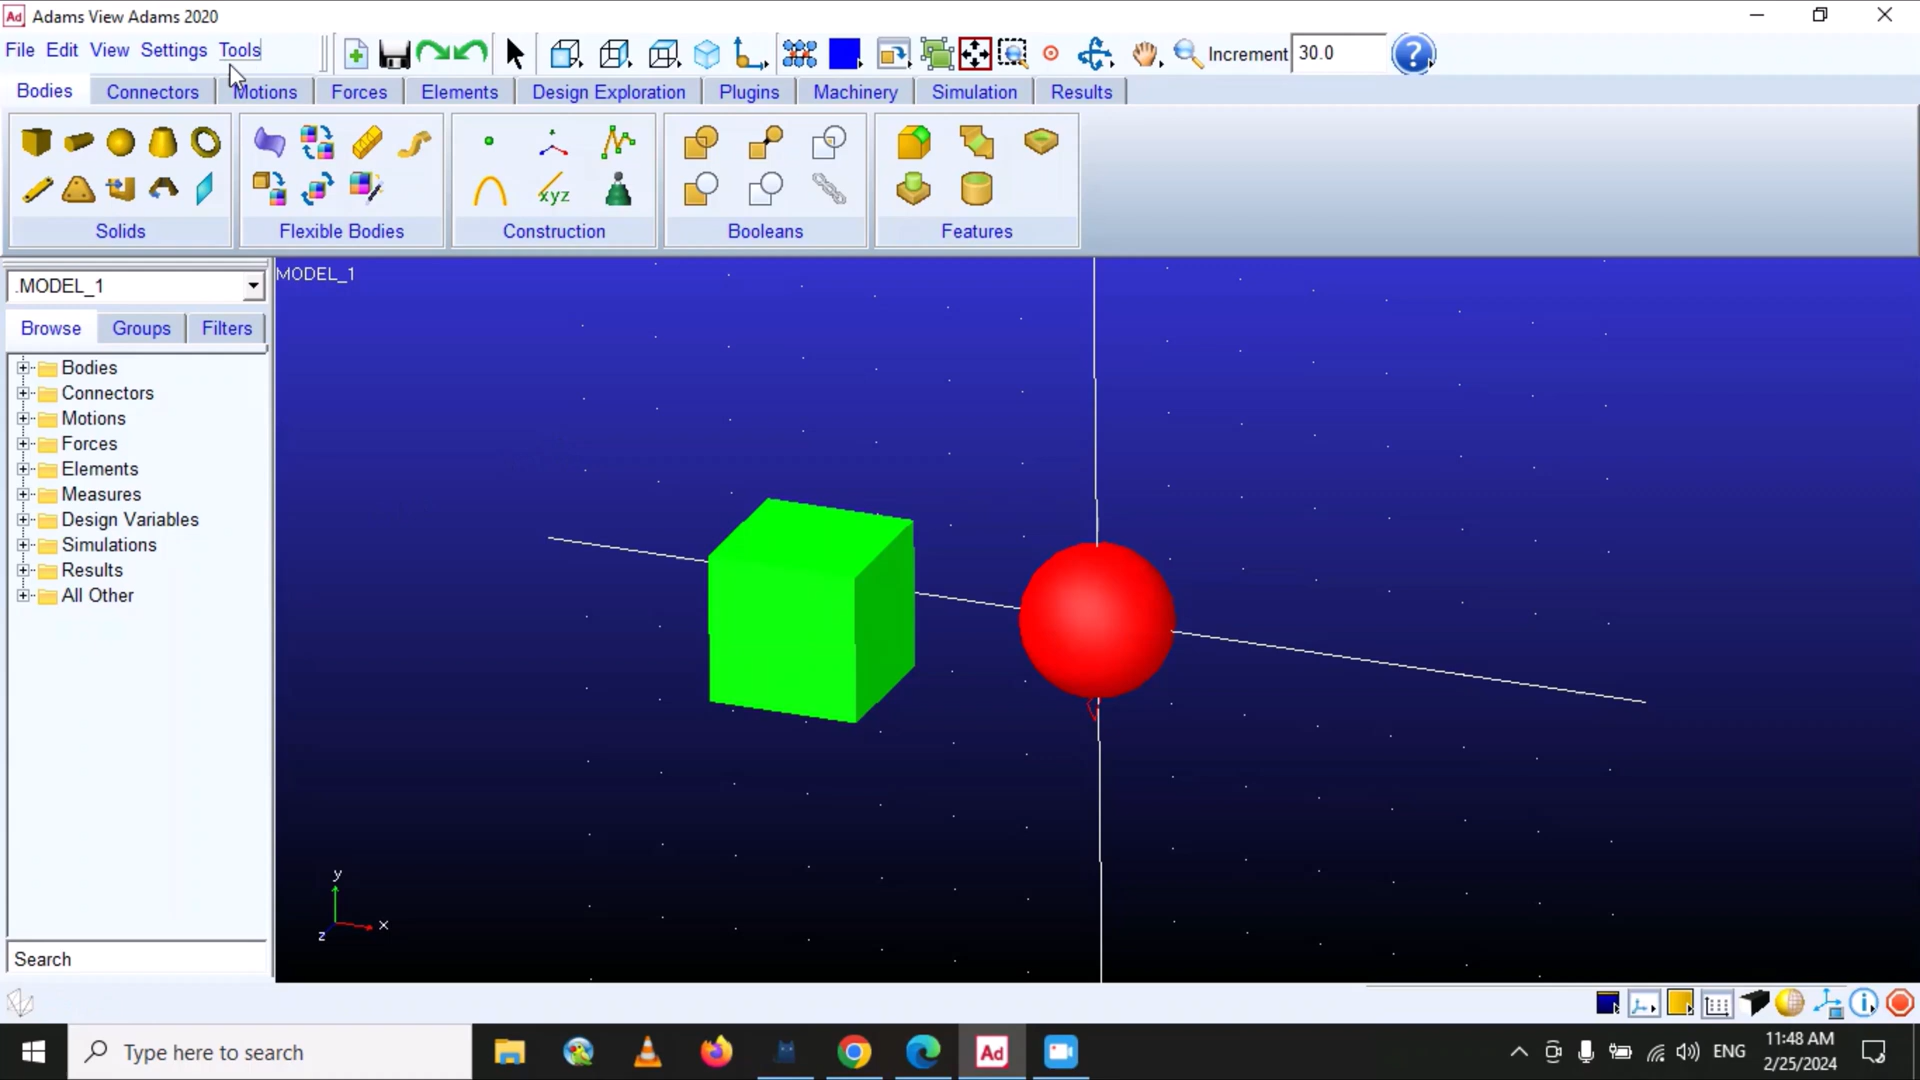 Ad Adams View Adams 2020
File Edit View Settings Tools Increment 30.0 ?
Bodies Connectors Motions Forces Elements Design Exploration Plugins Machinery Simulation Results
xyz
Solids Flexible Bodies Construction Booleans Features
.MODEL_1
MODEL_1
Browse Groups Filters
Bodies
Connectors
Motions
Forces
Elements
Measures
Design Variables
Simulations
Results
All Other
y
x
z
Search
Type here to search Ad ENG 11:48 AM
2/25/2024